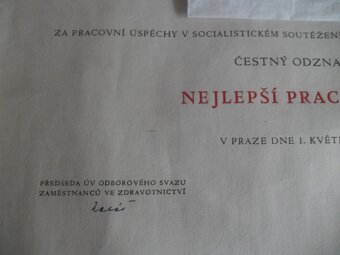 ZA PRACOVNÍ ÚSPĚCHY V SOCIALISTICKÉM SOUTĚŽEN
ČESTNÝ ODZNA
NEJLEPŠÍ PRAC
V PRAZE DNE 1. KVĚT
PŘEDSEDA ÚV ODBOROVÉHO SVAZU
ZAMĚSTNANCŮ VE ZDRAVOTNICTVÍ